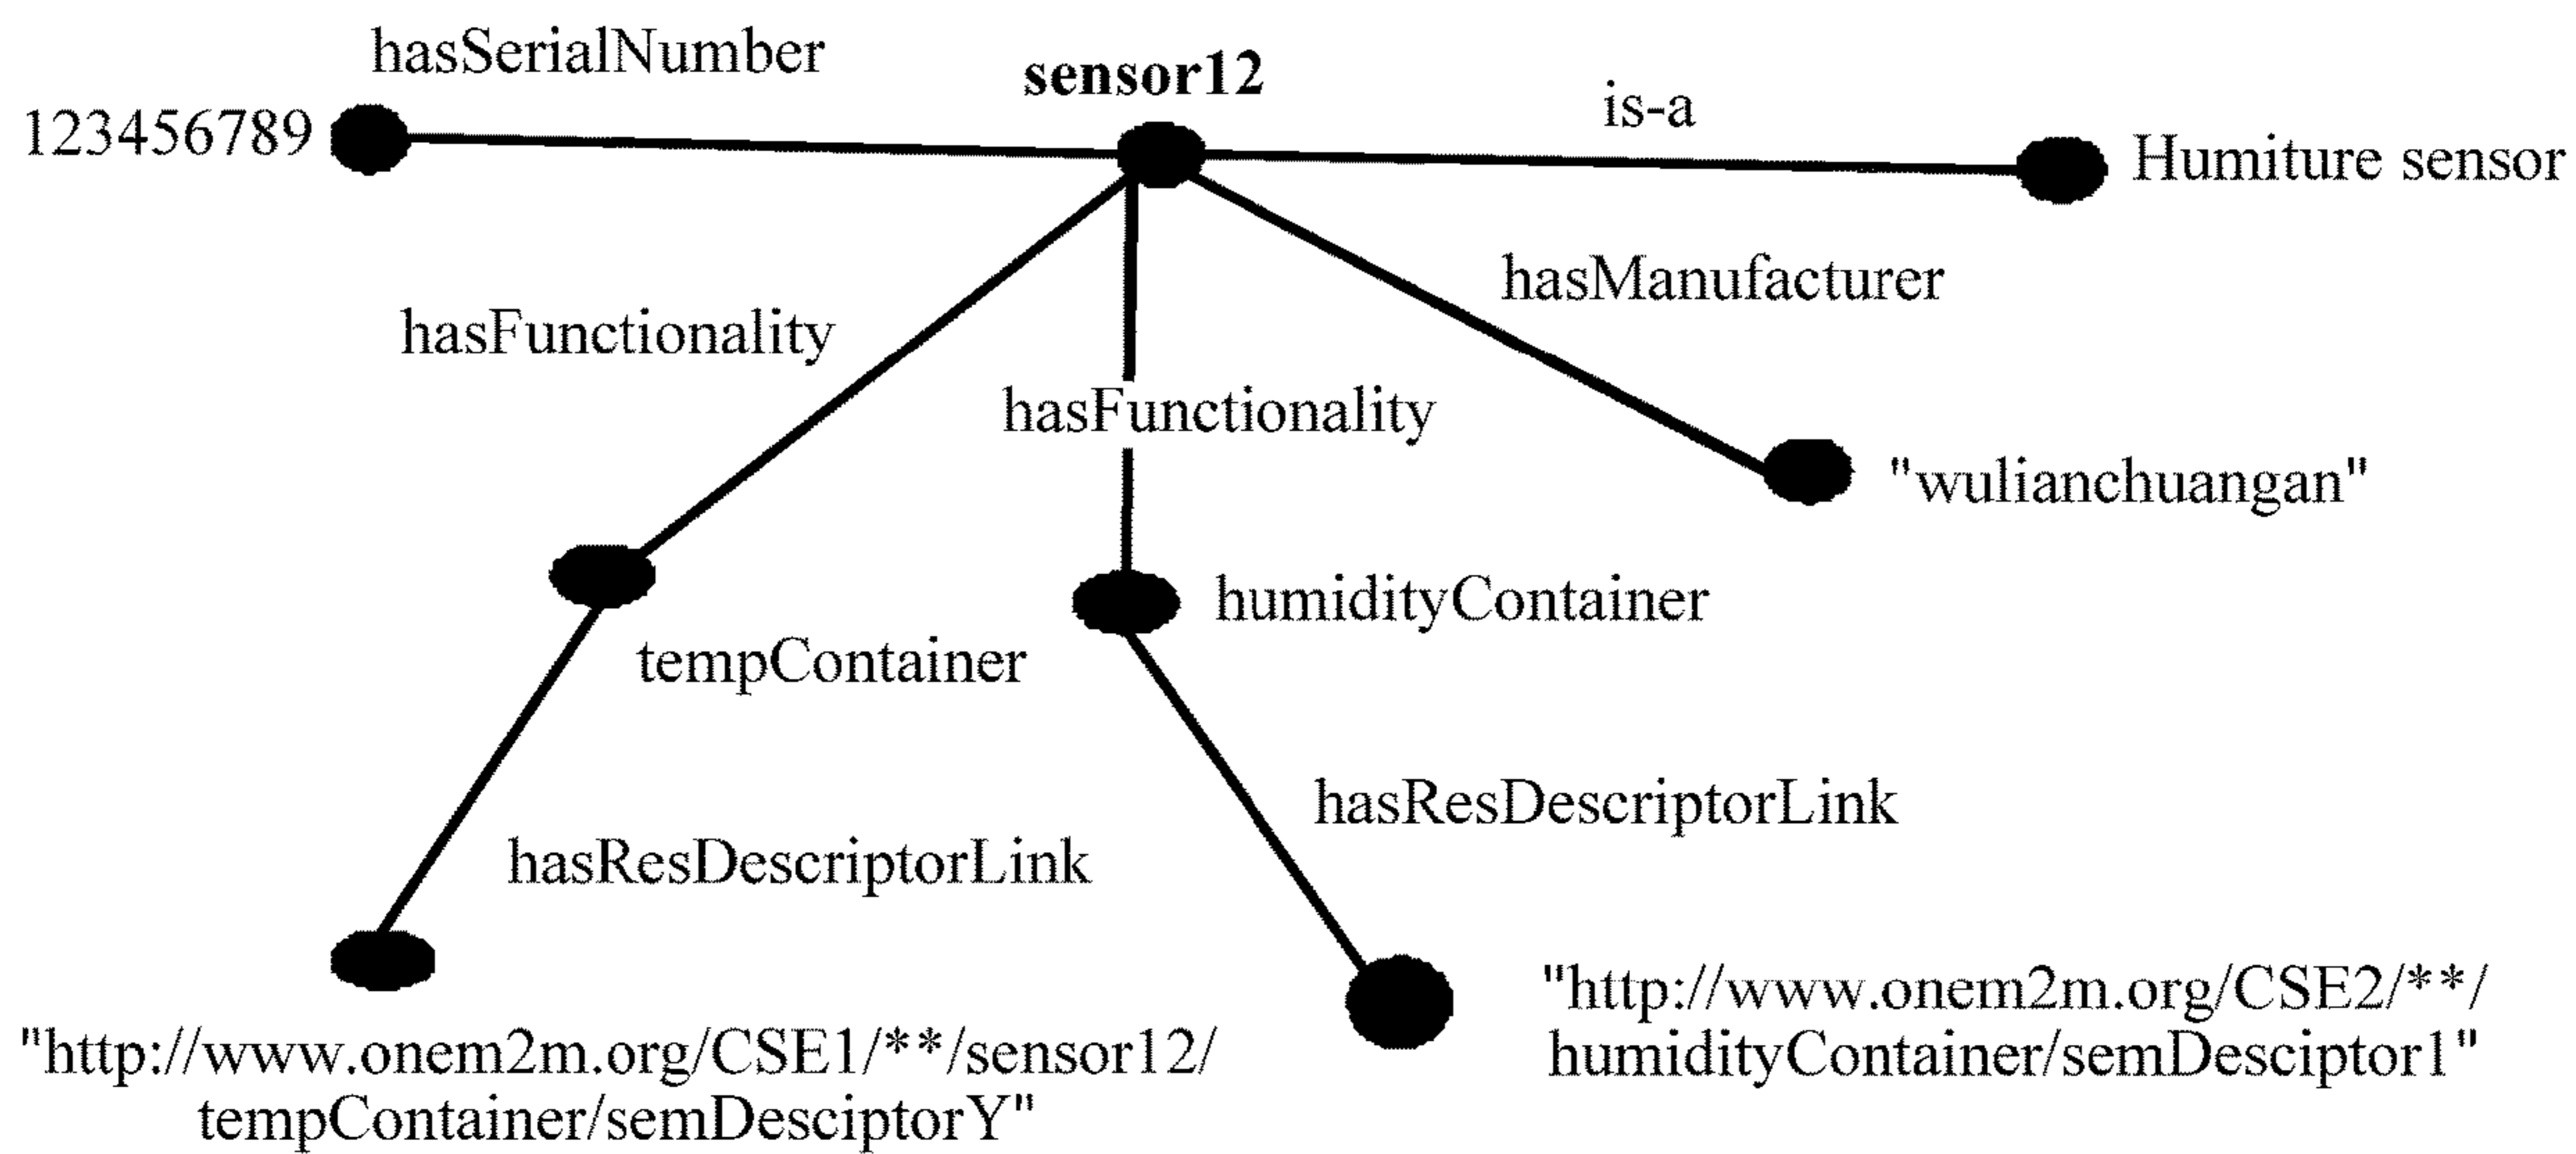 hasSerialNumber
sensor12
is-a
123456789
Humiture sensor
hasManufacturer
hasFunctionality
hasFunctionality
"wulianchuangan"
humidityContainer
tempContainer
hasResDescriptorLink
hasResDescriptorLink
"http://www.onem2m.org/CSE2/**/
humidityContainer/semDesciptor1"
"http://www.onem2m.org/CSE1/**/sensor12/
tempContainer/semDesciptorY"